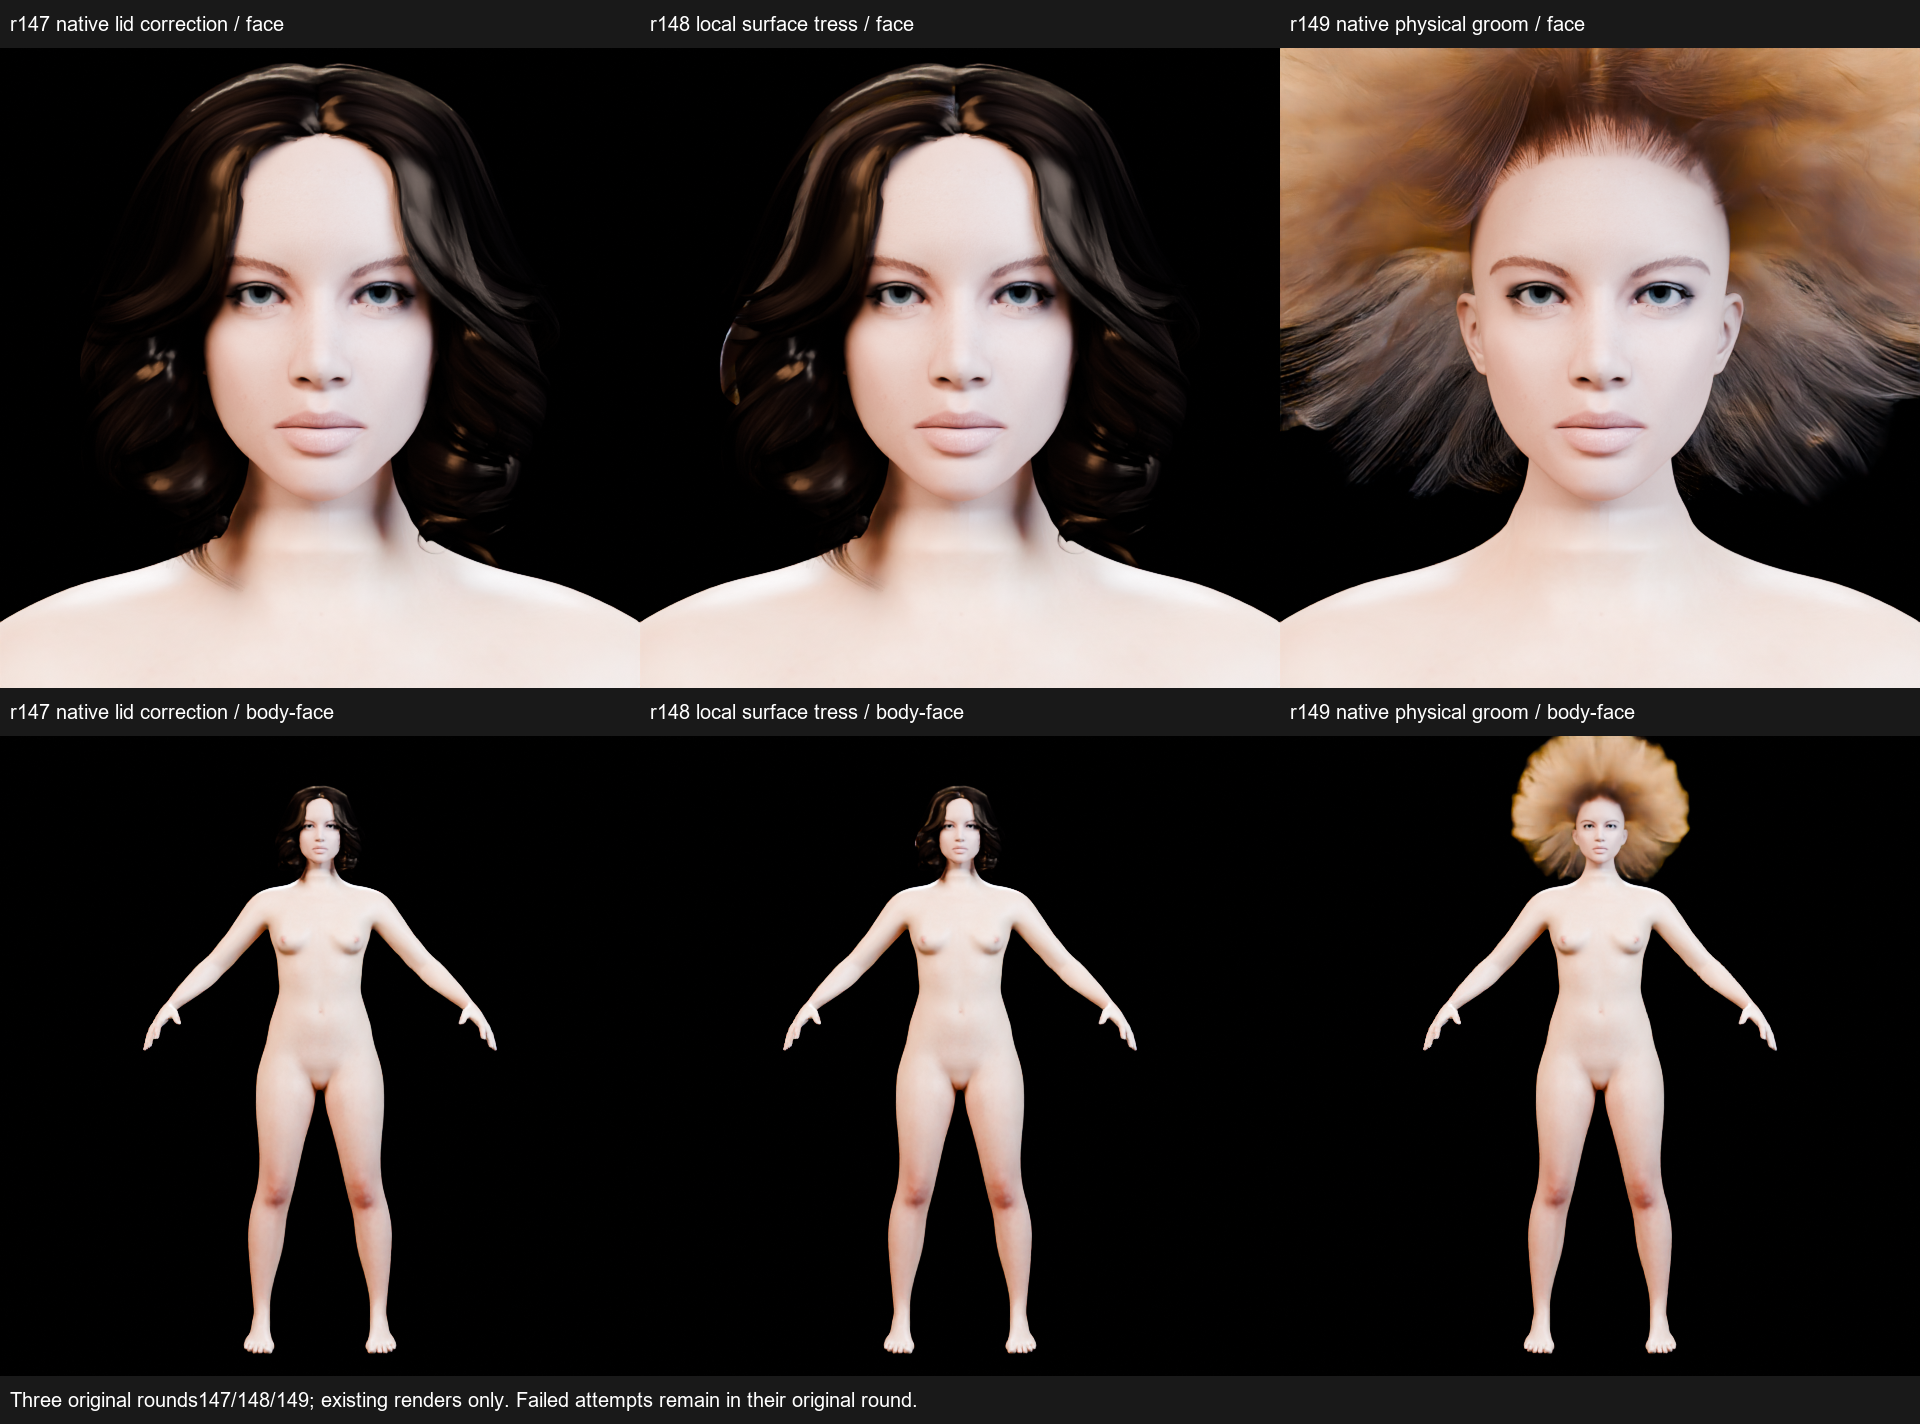 r147 native lid correction / face
r148 local surface tress / face
r149 native physical groom / face
r147 native lid correction / body-face
r148 local surface tress / body-face
r149 native physical groom / body-face
Three original rounds147/148/149; existing renders only. Failed attempts remain in their original round.